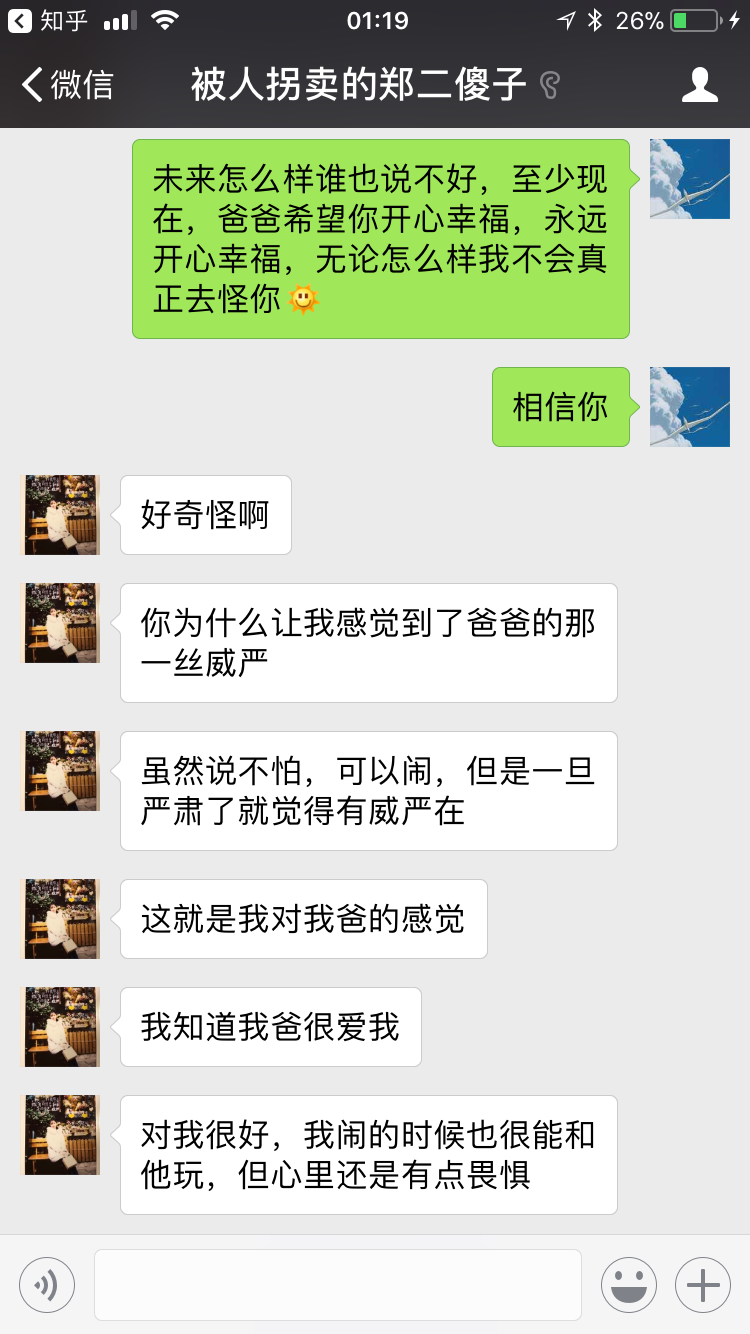 知乎 01:19 26%
微信 被人拐卖的郑二傻子
未来怎么样谁也说不好，至少现
在，爸爸希望你开心幸福，永远
开心幸福，无论怎么样我不会真
正去怪你
相信你
好奇怪啊
你为什么让我感觉到了爸爸的那
一丝威严
虽然说不怕，可以闹，但是一旦
严肃了就觉得有威严在
这就是我对我爸的感觉
我知道我爸很爱我
对我很好，我闹的时候也很能和
他玩，但心里还是有点畏惧